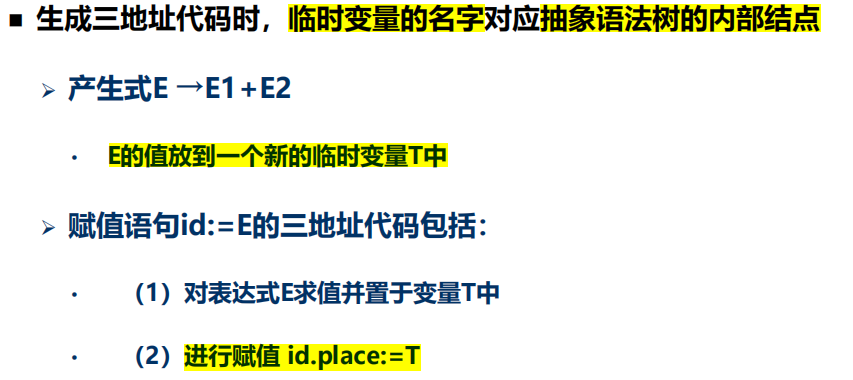 ■ 生成三地址代码时，临时变量的名字对应抽象语法树的内部结点
➢ 产生式E →E1+E2
• E的值放到一个新的临时变量T中
➢ 赋值语句id:=E的三地址代码包括：
• （1）对表达式E求值并置于变量T中
• （2）进行赋值 id.place:=T